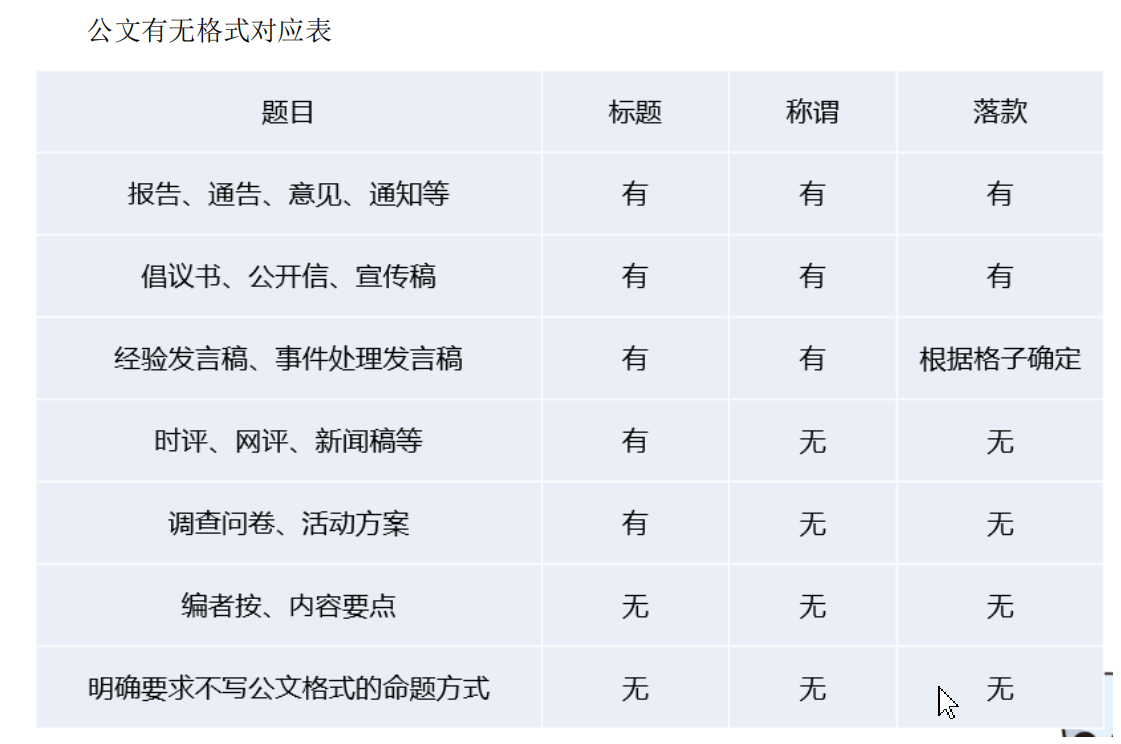 公文有无格式对应表
题目 标题 称谓 落款
报告、通告、意见、通知等 有 有 有
倡议书、公开信、宣传稿 有 有 有
经验发言稿、事件处理发言稿 有 有 根据格子确定
时评、网评、新闻稿等 有 无 无
调查问卷、活动方案 有 无 无
编者按、内容要点 无 无 无
明确要求不写公文格式的命题方式 无 无 无